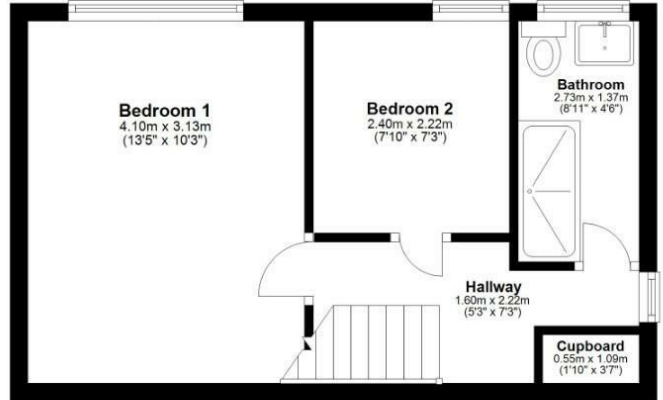 Bedroom 1
4.10m x 3.13m
(13'5" x 10'3")
Bedroom 2
2.40m x 2.22m
(7'10" x 7'3")
Bathroom
2.73m x 1.37m
(8'11" x 4'6")
Hallway
1.60m x 2.22m
(5'3" x 7'3")
Cupboard
0.55m x 1.09m
(1'10" x 3'7")